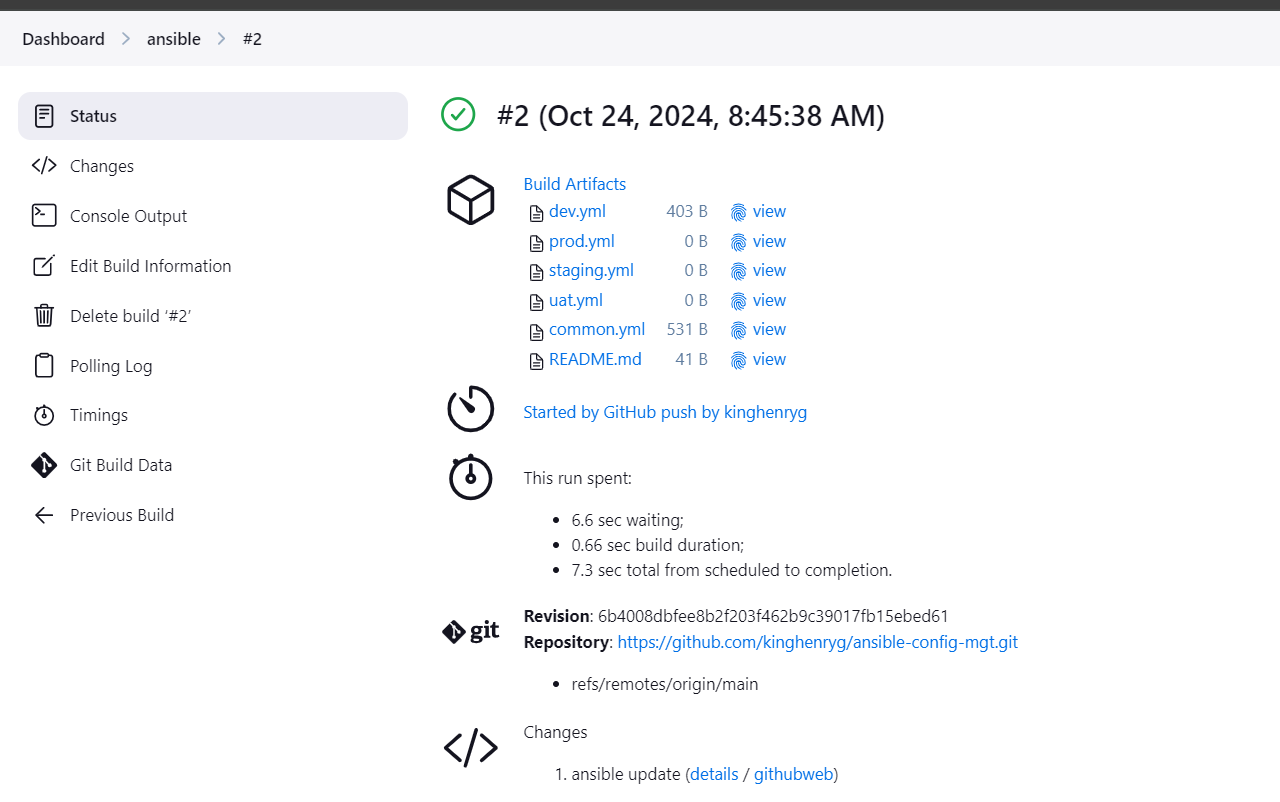 Dashboard > ansible > #2
Status
Changes
Console Output
Edit Build Information
Delete build ‘#2’
Polling Log
Timings
Git Build Data
Previous Build
#2 (Oct 24, 2024, 8:45:38 AM)
Build Artifacts
dev.yml 403 B view
prod.yml 0 B view
staging.yml 0 B view
uat.yml 0 B view
common.yml 531 B view
README.md 41 B view
Started by GitHub push by kinghenryg
This run spent:
• 6.6 sec waiting;
• 0.66 sec build duration;
• 7.3 sec total from scheduled to completion.
git
Revision: 6b4008dbfee8b2f203f462b9c39017fb15ebed61
Repository: https://github.com/kinghenryg/ansible-config-mgt.git
• refs/remotes/origin/main
Changes
1. ansible update (details / githubweb)